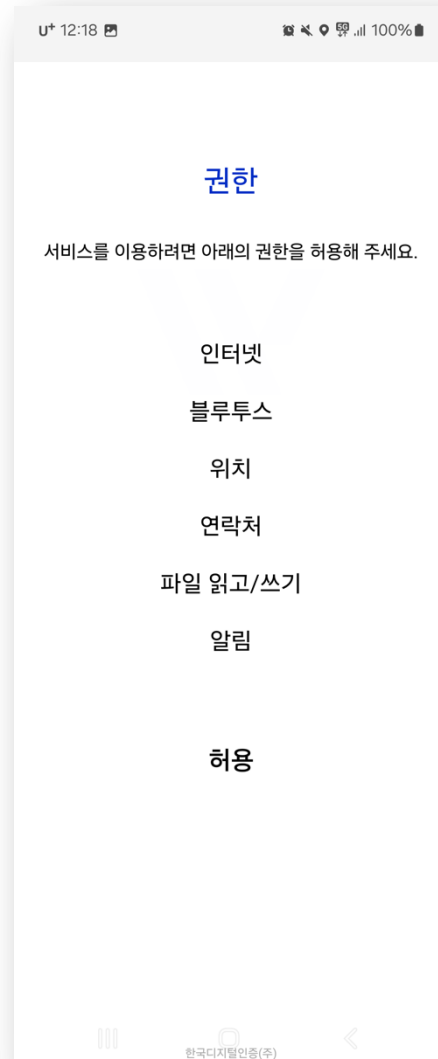 U+ 12:18 5G 100%
권한
서비스를 이용하려면 아래의 권한을 허용해 주세요.
인터넷
블루투스
위치
연락처
파일 읽고/쓰기
알림
허용
한국디지털인증(주)